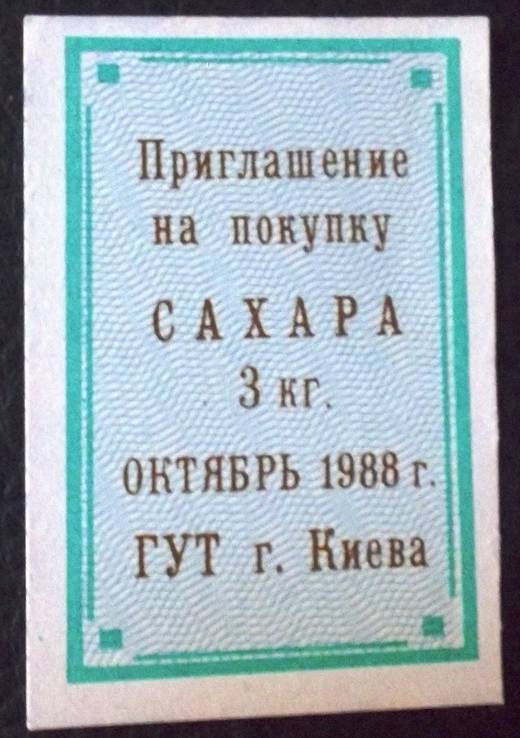 Приглашение
на покупку
САХАРА
3 кг.
ОКТЯБРЬ 1988 г.
ГУТ г. Киева